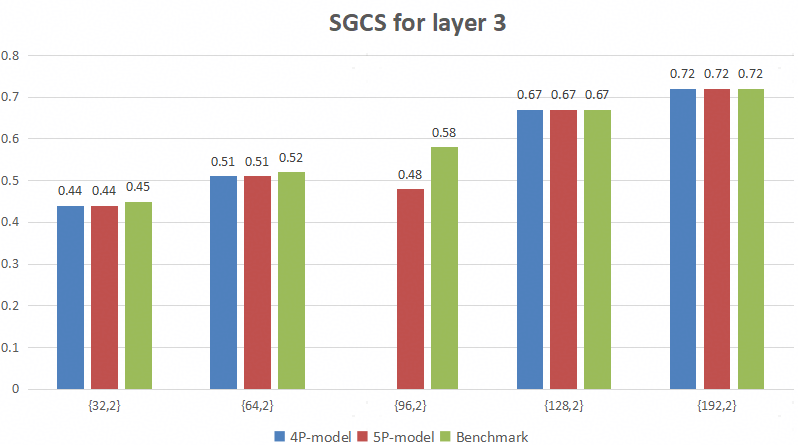 SGCS for layer 3
0.8
0.7
0.6
0.5
0.4
0.3
0.2
0.1
0
0.44 0.44 0.45
0.51 0.51 0.52
0.48 0.58
0.67 0.67 0.67
0.72 0.72 0.72
{32,2} {64,2} {96,2} {128,2} {192,2}
4P-model 5P-model Benchmark